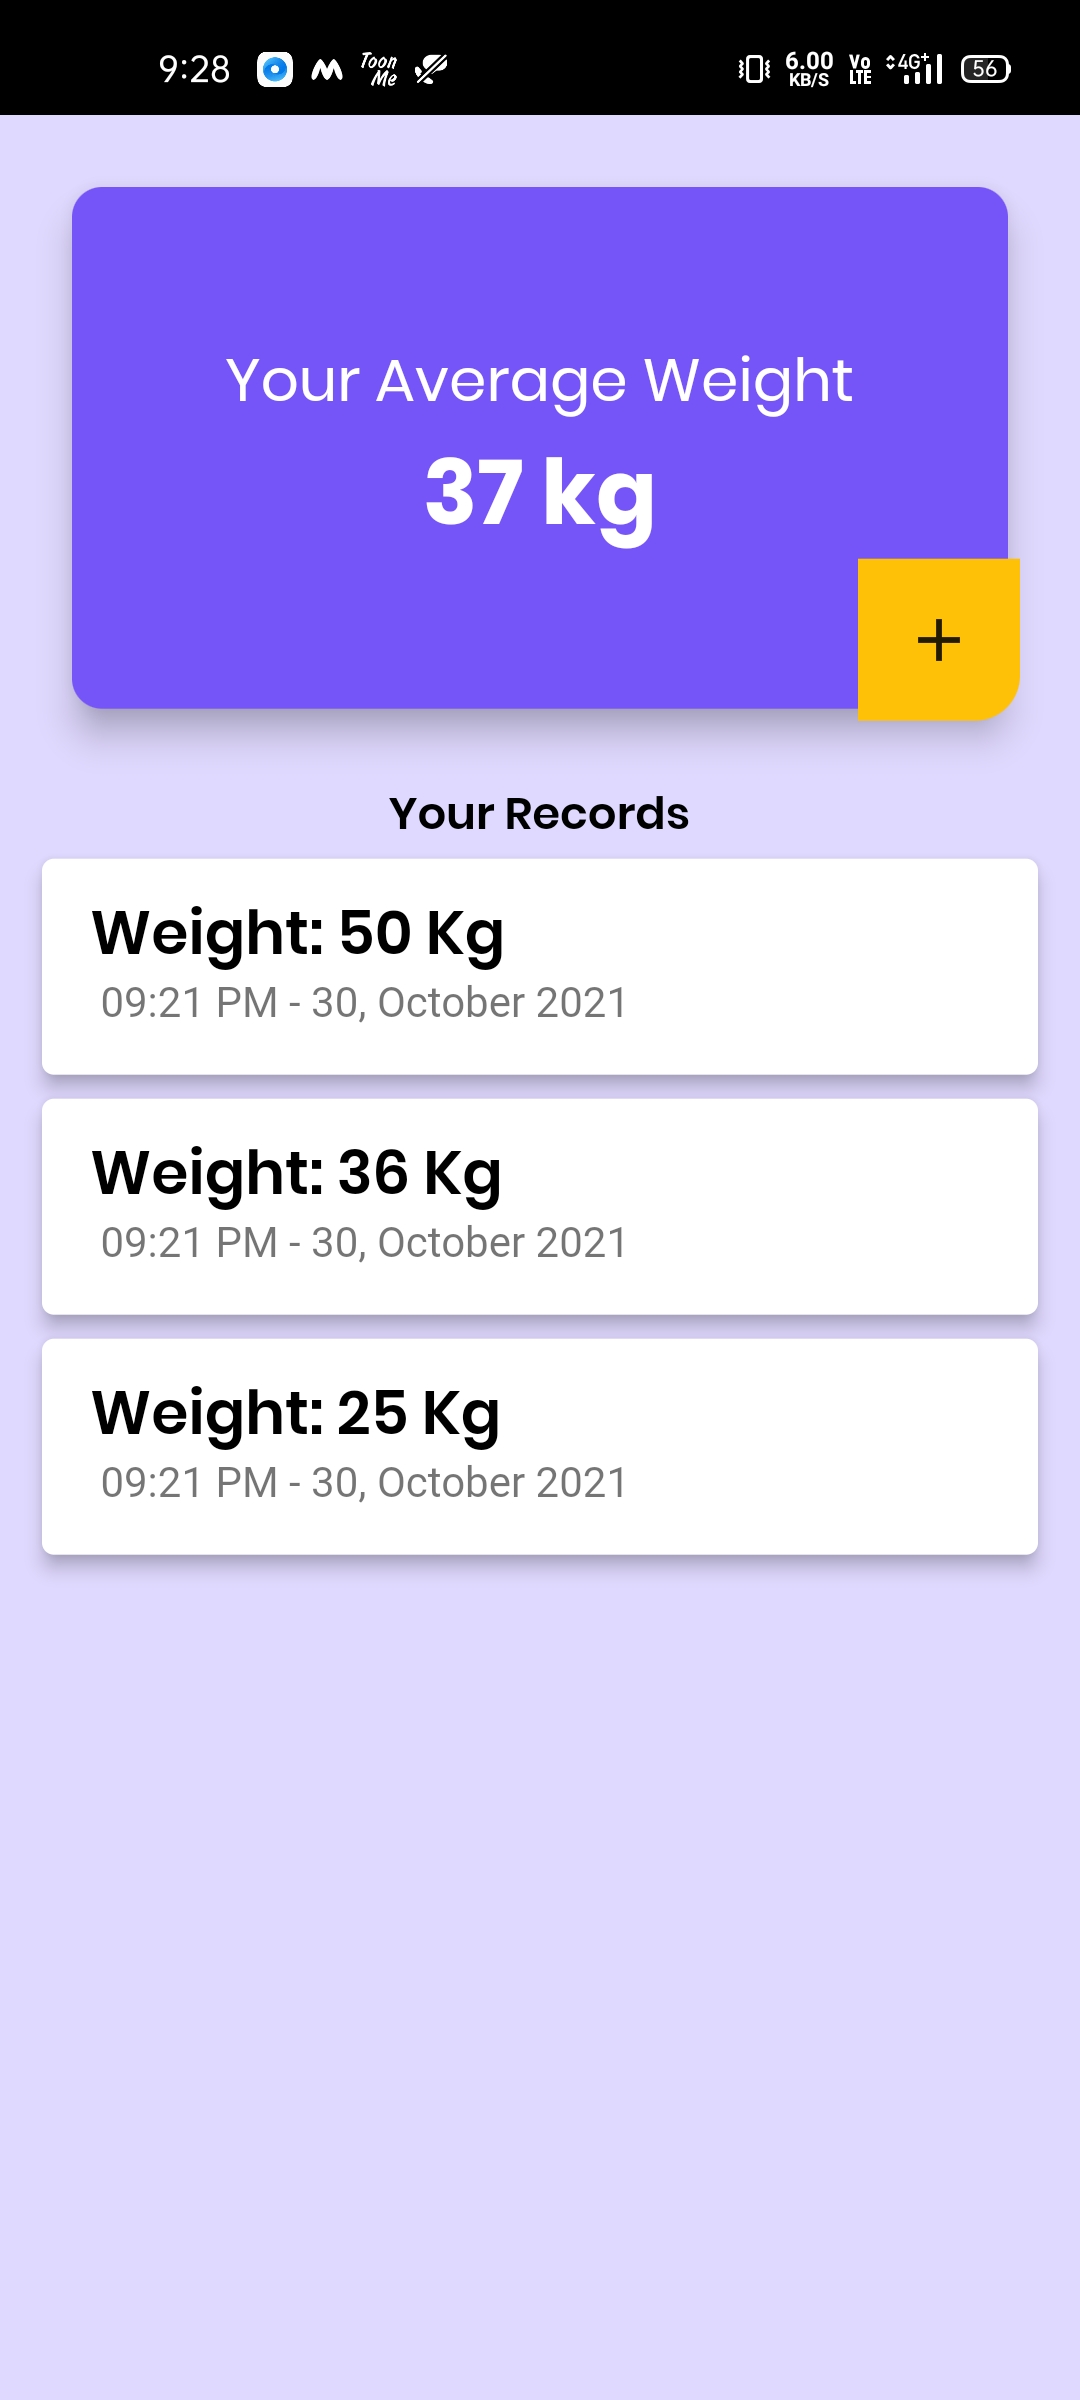 9:28 Toon Me 6.00 KB/S Vo LTE 4G+ 56
Your Average Weight
37 kg
+
Your Records
Weight: 50 Kg
09:21 PM - 30, October 2021
Weight: 36 Kg
09:21 PM - 30, October 2021
Weight: 25 Kg
09:21 PM - 30, October 2021